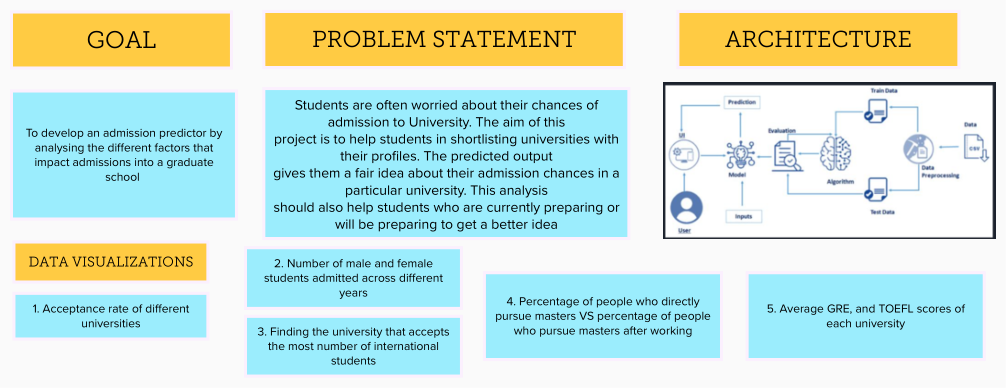 GOAL
PROBLEM STATEMENT
ARCHITECTURE
To develop an admission predictor by
analysing the different factors that
impact admissions into a graduate
school
Students are often worried about their chances of
admission to University. The aim of this
project is to help students in shortlisting universities with
their profiles. The predicted output
gives them a fair idea about their admission chances in a
particular university. This analysis
should also help students who are currently preparing or
will be preparing to get a better idea
Train Data
Prediction
UI
Evaluation
Data
CSV
Model
Algorithm
Data
Preprocessing
Inputs
Test Data
User
DATA VISUALIZATIONS
1. Acceptance rate of different
universities
2. Number of male and female
students admitted across different
years
3. Finding the university that accepts
the most number of international
students
4. Percentage of people who directly
pursue masters VS percentage of people
who pursue masters after working
5. Average GRE, and TOEFL scores of
each university